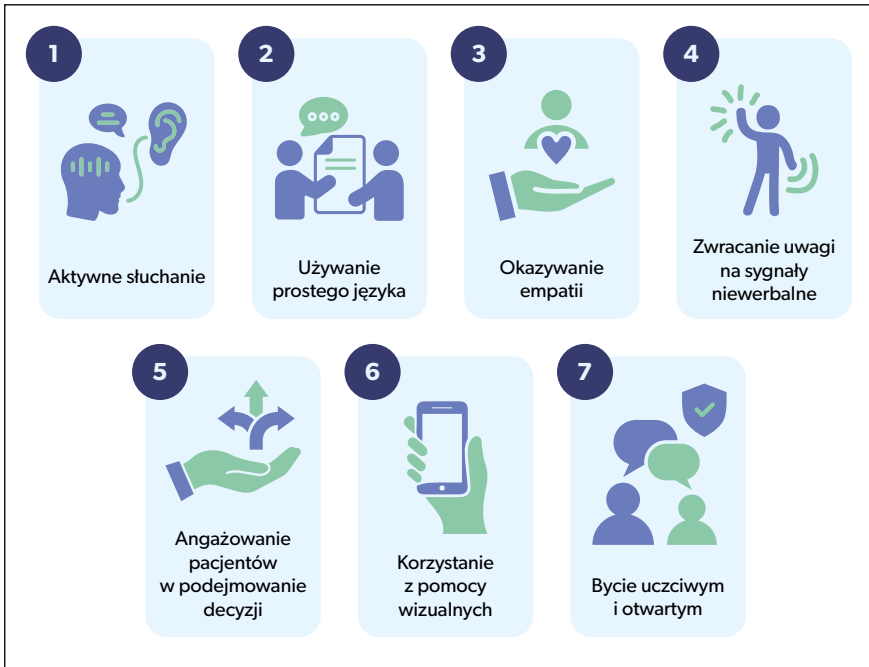 1
Aktywne słuchanie
2
Używanie
prostego języka
3
Okazywanie
empatii
4
Zwracanie uwagi
na sygnały
niewerbalne
5
Angażowanie
pacjentów
w podejmowanie
decyzji
6
Korzystanie
z pomocy
wizualnych
7
Bycie uczciwym
i otwartym